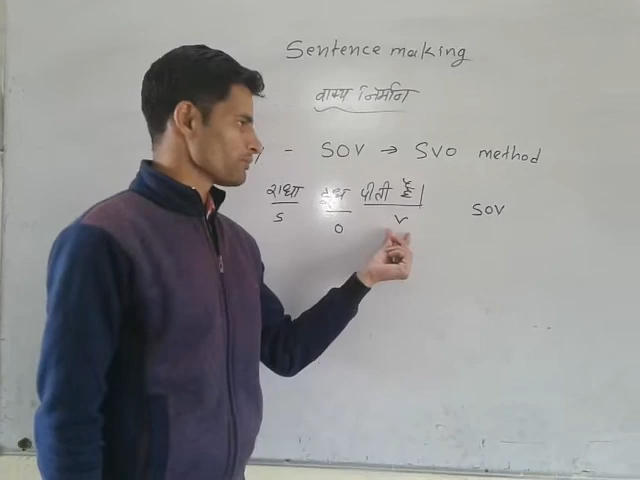 Sentence making
वाक्य निर्मान
- SOV → SVO method
राधा दूध पीती है।
S O V SOV